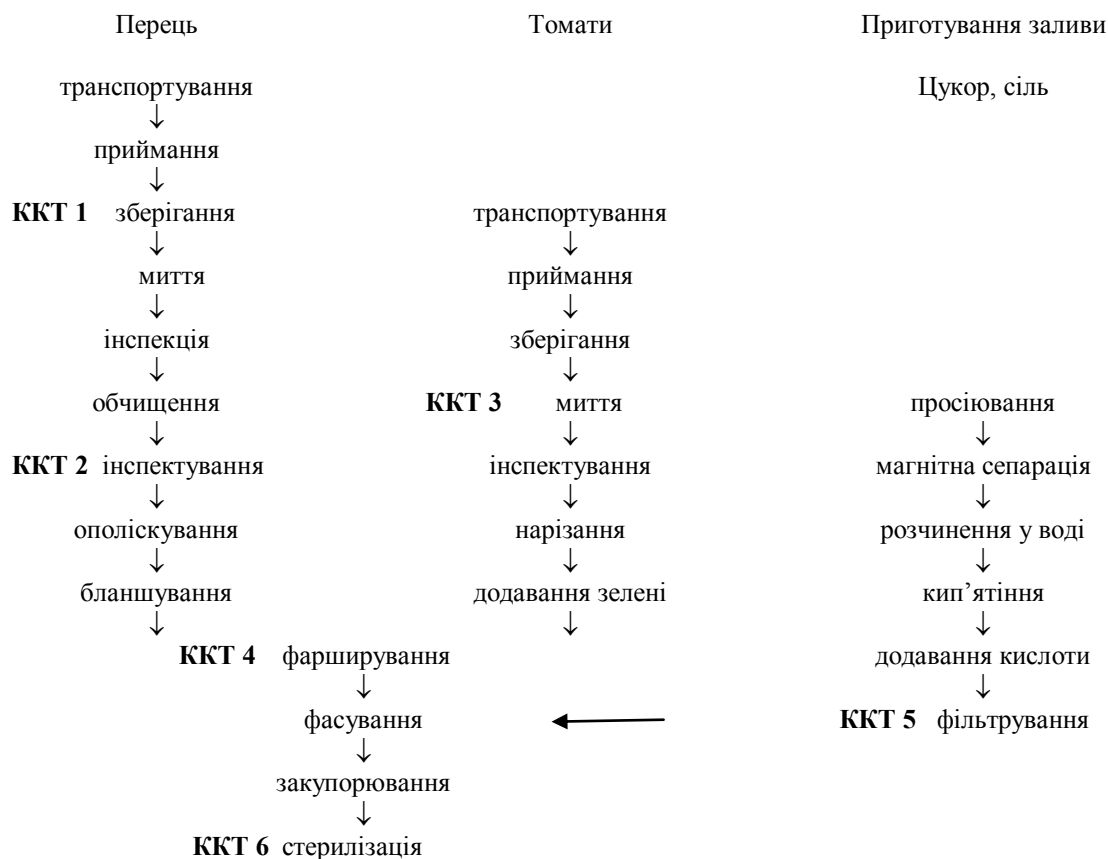 Перець Томати Приготування заливи
транспортування Цукор, сіль
↓
приймання
↓
ККТ 1 зберігання транспортування
↓ ↓
миття приймання
↓ ↓
інспекція зберігання
↓ ↓
обчищення ККТ 3 миття просіювання
↓ ↓ ↓
ККТ 2 інспектування інспектування магнітна сепарація
↓ ↓ ↓
ополіскування нарізання розчинення у воді
↓ ↓ ↓
бланшування додавання зелені кип’ятіння
↓ ↓ ↓
ККТ 4 фарширування додавання кислоти
↓ ↓
фасування ККТ 5 фільтрування
↓
закупорювання
↓
ККТ 6 стерилізація